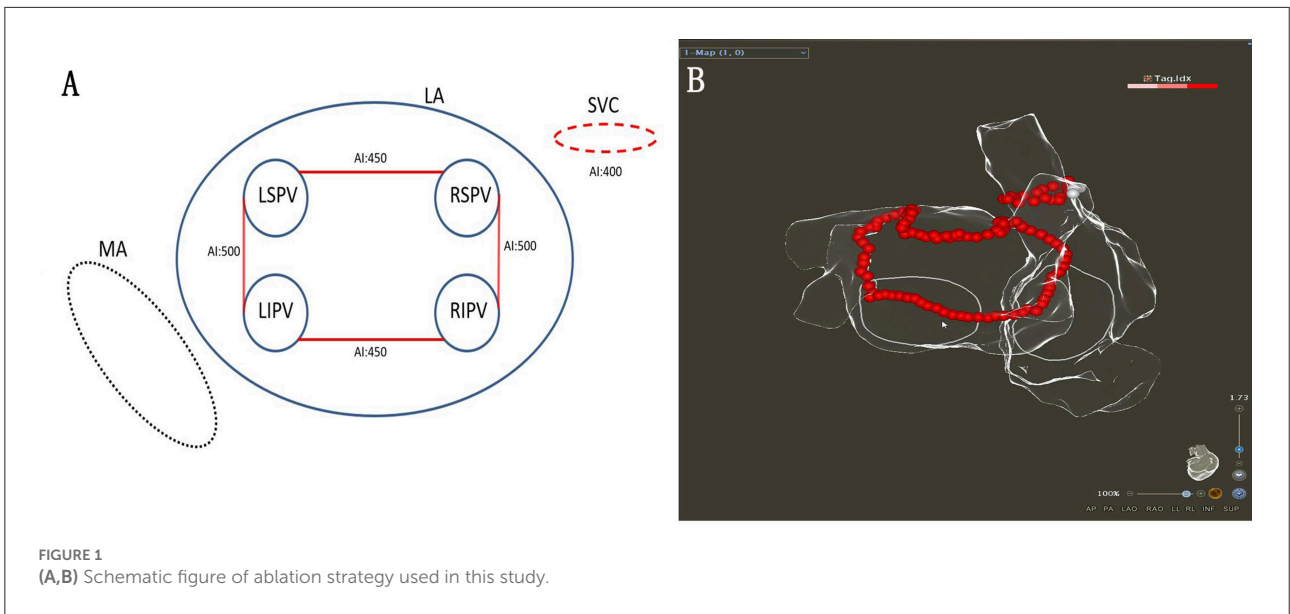 A
LA
SVC
AI:450
AI:400
LSPV
RSPV
AI:500
AI:500
MA
LIPV
RIPV
AI:450
1-Map (1, 0)
B
Tag.Idx
1.73
100%
AP PA LAO RAO LL RL INF SUP
FIGURE 1
(A,B) Schematic figure of ablation strategy used in this study.